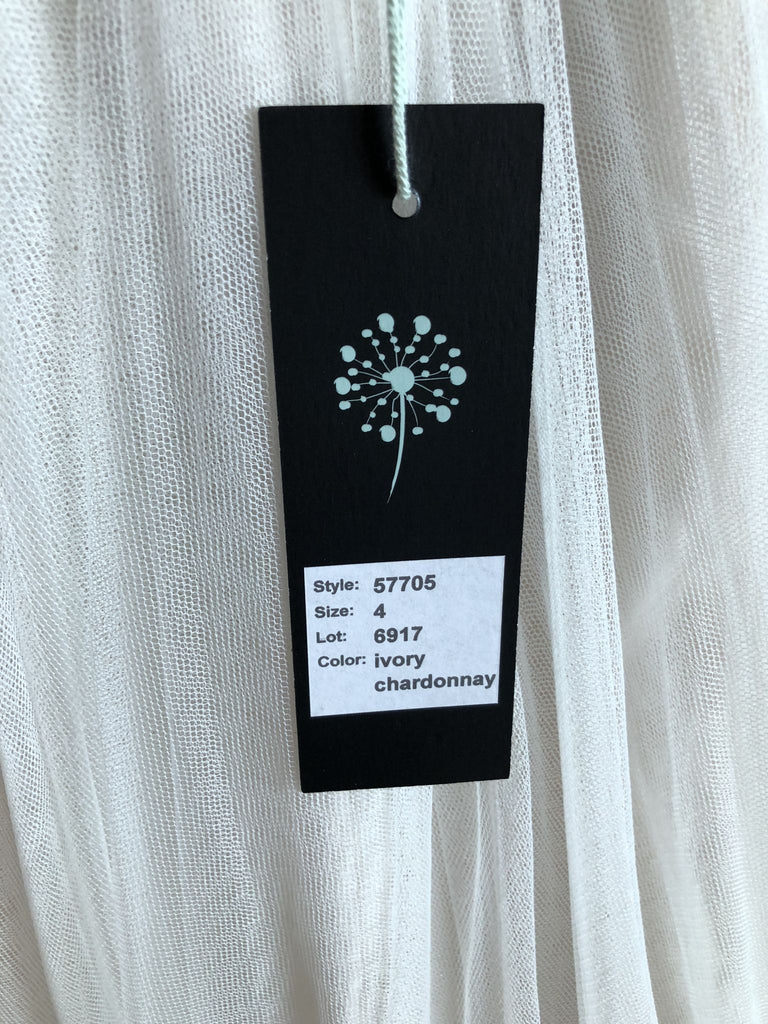 Style: 57705
Size: 4
Lot: 6917
Color: ivory
chardonnay